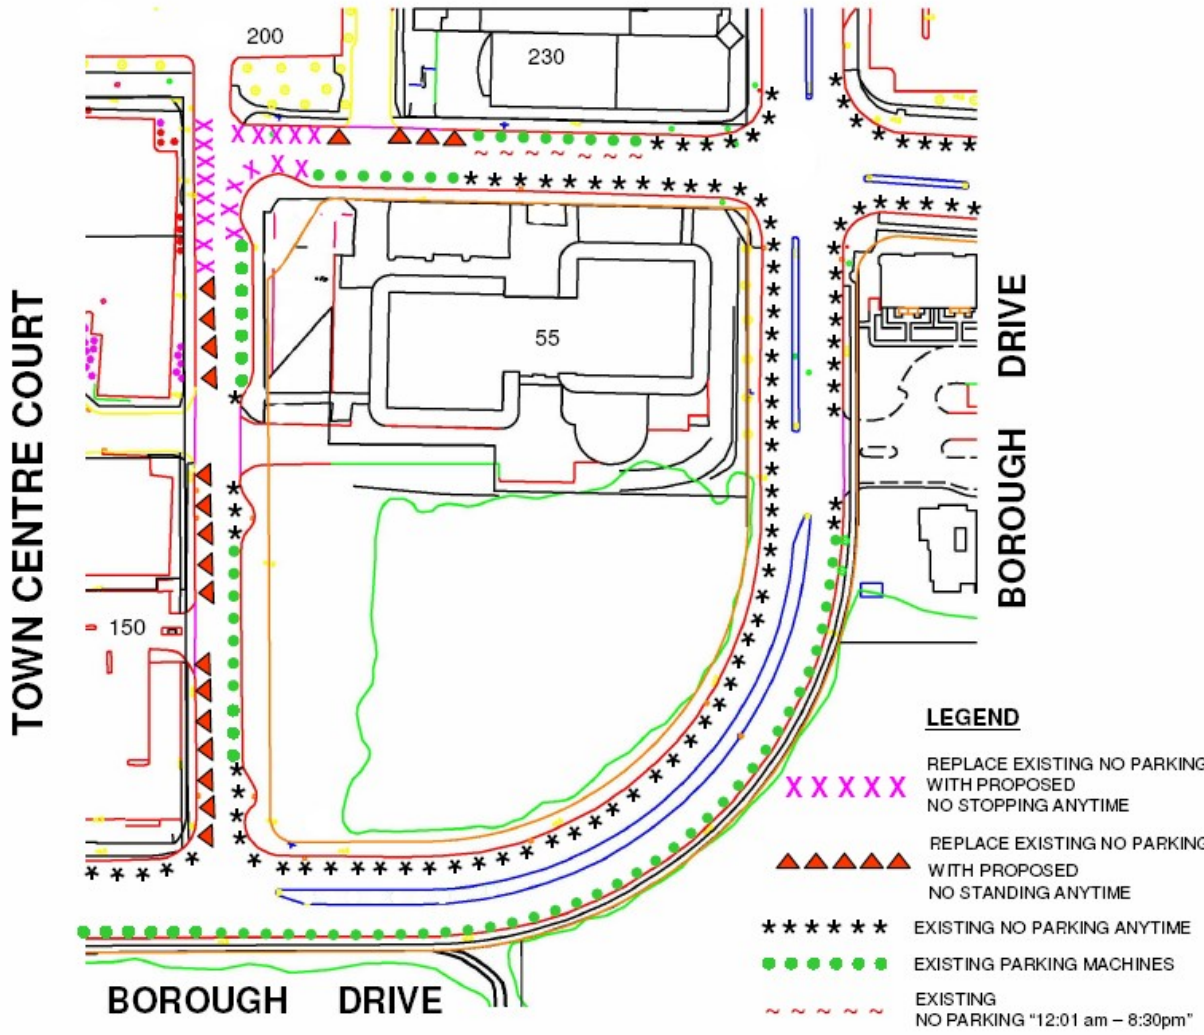 200
230
55
150
TOWN CENTRE COURT
BOROUGH DRIVE
BOROUGH DRIVE
LEGEND
X X X X X REPLACE EXISTING NO PARKING
WITH PROPOSED
NO STOPPING ANYTIME
REPLACE EXISTING NO PARKING
WITH PROPOSED
NO STANDING ANYTIME
****** EXISTING NO PARKING ANYTIME
EXISTING PARKING MACHINES
EXISTING
~ ~ ~ ~ ~ NO PARKING "12:01 am – 8:30pm"